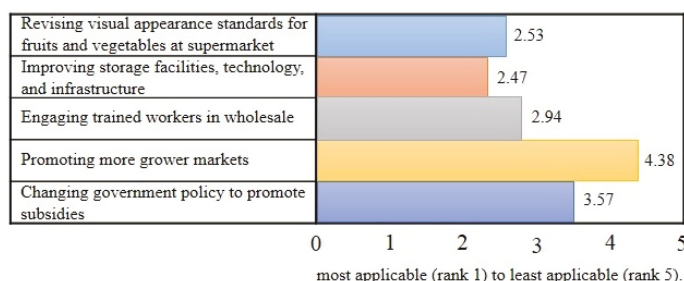 Revising visual appearance standards for
fruits and vegetables at supermarket
2.53
Improving storage facilities, technology,
and infrastructure
2.47
Engaging trained workers in wholesale
2.94
Promoting more grower markets
4.38
Changing government policy to promote
subsidies
3.57
0 1 2 3 4 5
most applicable (rank 1) to least applicable (rank 5).